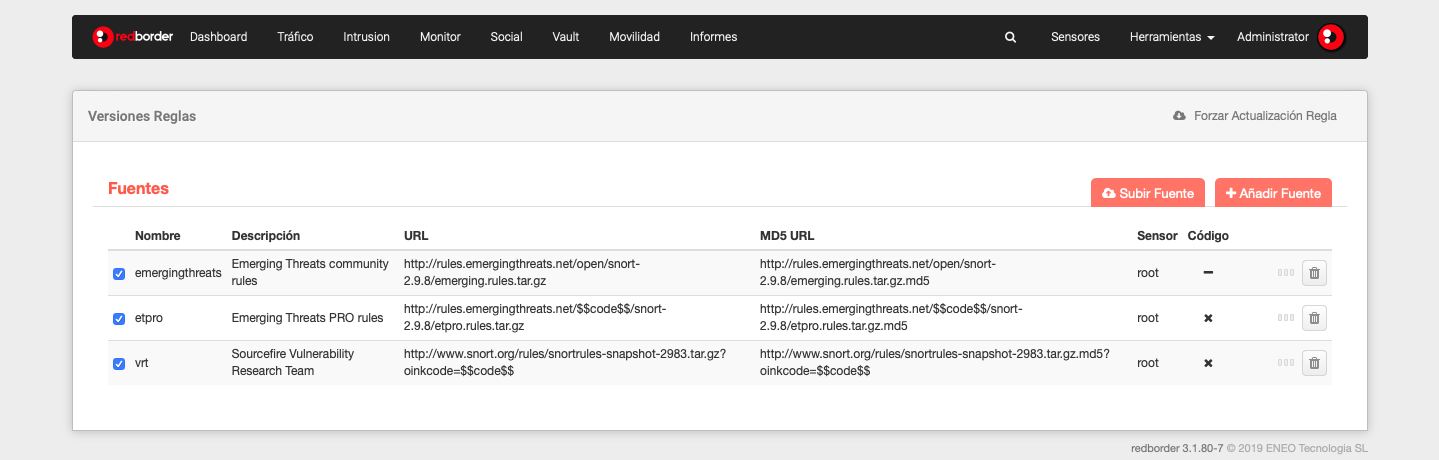 redborder Dashboard Tráfico Intrusion Monitor Social Vault Movilidad Informes Sensores Herramientas Administrator
Versiones Reglas Forzar Actualización Regla
Fuentes Subir Fuente Añadir Fuente
Nombre Descripción URL MD5 URL Sensor Código
emergingthreats Emerging Threats community http://rules.emergingthreats.net/open/snort- http://rules.emergingthreats.net/open/snort- root
rules 2.9.8/emerging.rules.tar.gz 2.9.8/emerging.rules.tar.gz.md5
etpro Emerging Threats PRO rules http://rules.emergingthreats.net/$$code$$/snort- http://rules.emergingthreats.net/$$code$$/snort- root
2.9.8/etpro.rules.tar.gz 2.9.8/etpro.rules.tar.gz.md5
vrt Sourcefire Vulnerability http://www.snort.org/rules/snortrules-snapshot-2983.tar.gz? http://www.snort.org/rules/snortrules-snapshot-2983.tar.gz.md5? root
Research Team oinkcode=$$code$$ oinkcode=$$code$$
redborder 3.1.80-7 © 2019 ENEO Tecnologia SL